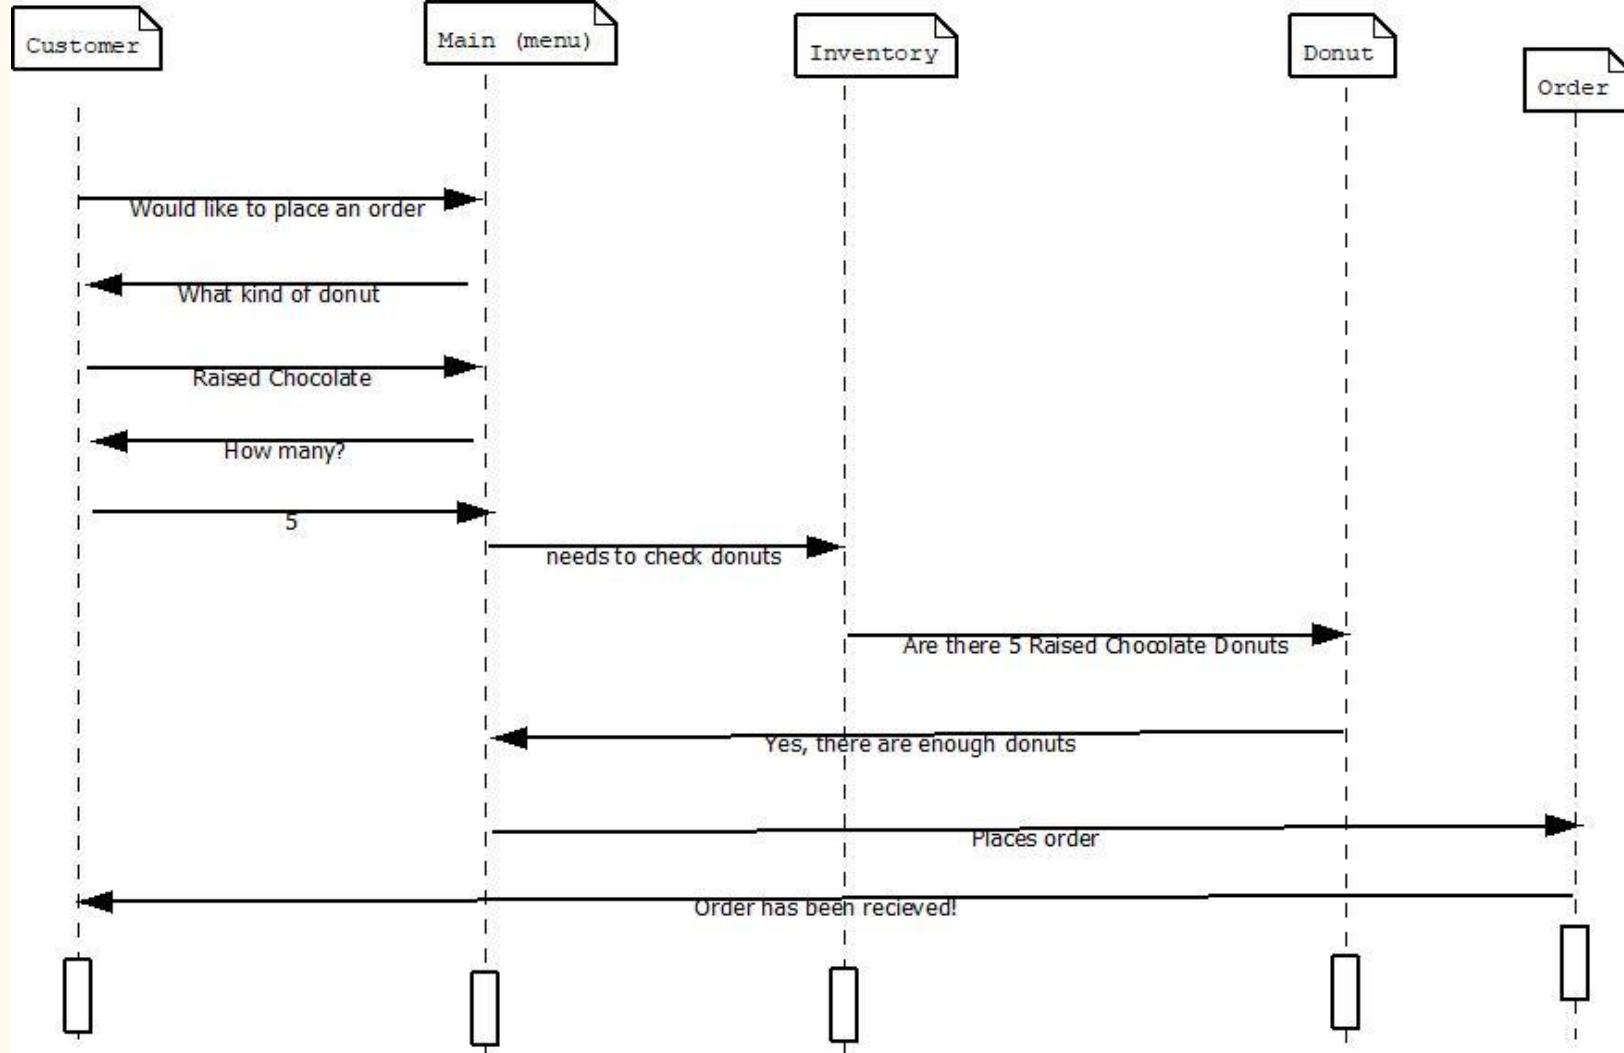 Customer
Main (menu)
Inventory
Donut
Order
Would like to place an order
What kind of donut
Raised Chocolate
How many?
5
needs to check donuts
Are there 5 Raised Chocolate Donuts
Yes, there are enough donuts
Places order
Order has been recieved!